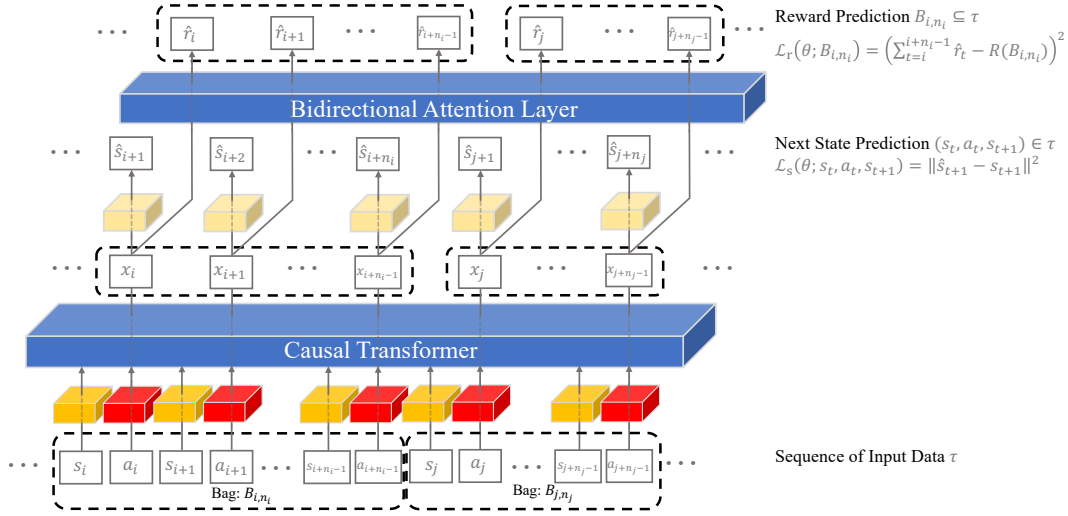 ··· r̂_i r̂_{i+1} ··· r̂_{i+n_i-1} r̂_j ··· r̂_{j+n_j-1} ···
Reward Prediction B_{i,n_i} ⊆ τ
ℒ_r(θ; B_{i,n_i}) = (∑_{t=i}^{i+n_i-1} r̂_t − R(B_{i,n_i}))^2
Bidirectional Attention Layer
··· ŝ_{i+1} ŝ_{i+2} ··· ŝ_{i+n_i} ŝ_{j+1} ··· ŝ_{j+n_j} ···
Next State Prediction (s_t, a_t, s_{t+1}) ∈ τ
ℒ_s(θ; s_t, a_t, s_{t+1}) = ‖ŝ_{t+1} − s_{t+1}‖^2
··· x_i x_{i+1} ··· x_{i+n_i-1} x_j ··· x_{j+n_j-1} ···
Causal Transformer
··· s_i a_i s_{i+1} a_{i+1} ··· s_{i+n_i-1} a_{i+n_i-1} s_j a_j ··· s_{j+n_j-1} a_{j+n_j-1} ···
Sequence of Input Data τ
Bag: B_{i,n_i}
Bag: B_{j,n_j}